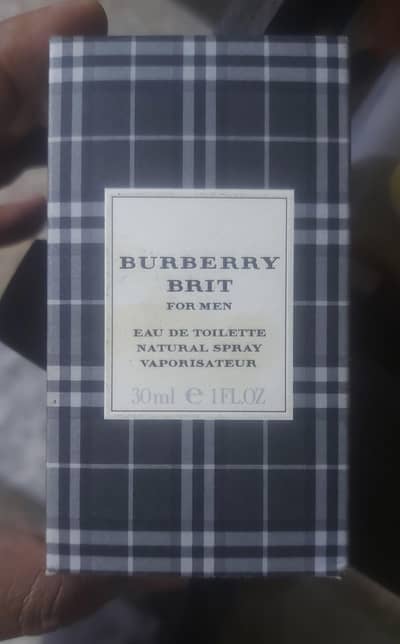 BURBERRY
BRIT
FOR MEN
EAU DE TOILETTE
NATURAL SPRAY
VAPORISATEUR
30ml ℮ 1FL.OZ